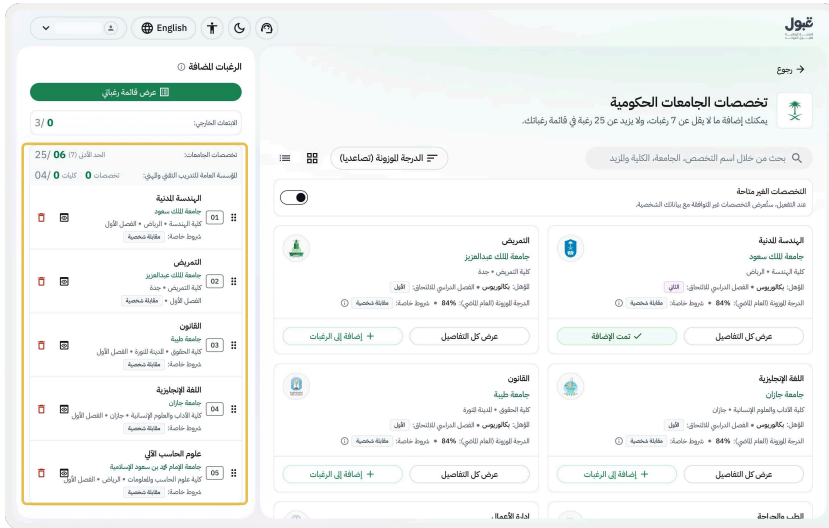 قبول
English
رجوع
تخصصات الجامعات الحكومية
يمكنك إضافة ما لا يقل عن 7 رغبات، ولا يزيد عن 25 رغبة في قائمة رغباتك.
بحث من خلال اسم التخصص، الجامعة، الكلية والمزيد
الدرجة الموزونة (تصاعديا)
التخصصات الغير متاحة
عند التفعيل، ستُعرض التخصصات غير المتوافقة مع بياناتك الشخصية.
الهندسة المدنية
جامعة الملك سعود
كلية الهندسة • الرياض
المؤهل: بكالوريوس • الفصل الدراسي للالتحاق: الثاني
الدرجة الموزونة (العام الماضي): 84% • شروط خاصة: مقابلة شخصية
عرض كل التفاصيل
تمت الإضافة
التمريض
جامعة الملك عبدالعزيز
كلية التمريض • جدة
المؤهل: بكالوريوس • الفصل الدراسي للالتحاق: الأول
الدرجة الموزونة (العام الماضي): 84% • شروط خاصة: مقابلة شخصية
عرض كل التفاصيل
إضافة إلى الرغبات +
اللغة الإنجليزية
جامعة جازان
كلية الآداب والعلوم الإنسانية • جازان
المؤهل: بكالوريوس • الفصل الدراسي للالتحاق: الأول
الدرجة الموزونة (العام الماضي): 84% • شروط خاصة: مقابلة شخصية
عرض كل التفاصيل
إضافة إلى الرغبات +
القانون
جامعة طيبة
كلية الحقوق • المدينة المنورة
المؤهل: بكالوريوس • الفصل الدراسي للالتحاق: الأول
الدرجة الموزونة (العام الماضي): 84% • شروط خاصة: مقابلة شخصية
عرض كل التفاصيل
إضافة إلى الرغبات +
الطب والجراحة
إدارة الأعمال
الرغبات المضافة
عرض قائمة رغباتي
الابتعاث الخارجي: 0 /3
تخصصات الجامعات: الحد الأدنى (7) 06 /25
المؤسسة العامة للتدريب التقني والمهني: تخصصات 0 كليات 0 /04
01
الهندسة المدنية
جامعة الملك سعود
كلية الهندسة • الرياض • الفصل الأول
شروط خاصة: مقابلة شخصية
02
التمريض
جامعة الملك عبدالعزيز
كلية التمريض • جدة
الفصل الأول • مقابلة شخصية
03
القانون
جامعة طيبة
كلية الحقوق • المدينة المنورة • الفصل الأول
شروط خاصة: مقابلة شخصية
04
اللغة الإنجليزية
جامعة جازان
كلية الآداب والعلوم الإنسانية • جازان • الفصل الأول
شروط خاصة: مقابلة شخصية
05
علوم الحاسب الآلي
جامعة الإمام محمد بن سعود الإسلامية
كلية علوم الحاسب والمعلومات • الرياض • الفصل الأول
شروط خاصة: مقابلة شخصية